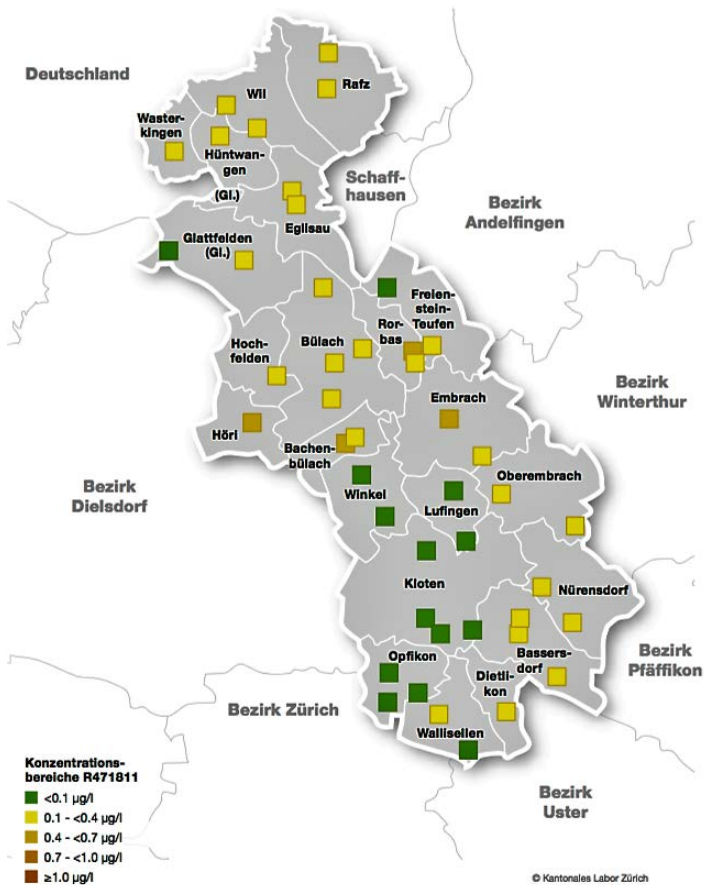 Deutschland
Wil
Rafz
Waster-
kingen
Hüntwan-
gen
(Gl.)
Schaff-
hausen
Eglisau
Bezirk
Andelfingen
Glattfelden
(Gl.)
Freien-
stein-
Teufen
Ror-
bas
Hoch-
felden
Bülach
Bezirk
Winterthur
Embrach
Höri
Bachen-
bülach
Oberembrach
Winkel
Lufingen
Bezirk
Dielsdorf
Kloten
Nürensdorf
Opfikon
Bassers-
dorf
Bezirk
Pfäffikon
Dietli-
kon
Bezirk Zürich
Wallisellen
Bezirk
Uster
Konzentrations-
bereiche R471811
<0.1 µg/l
0.1 - <0.4 µg/l
0.4 - <0.7 µg/l
0.7 - <1.0 µg/l
≥1.0 µg/l
© Kantonales Labor Zürich